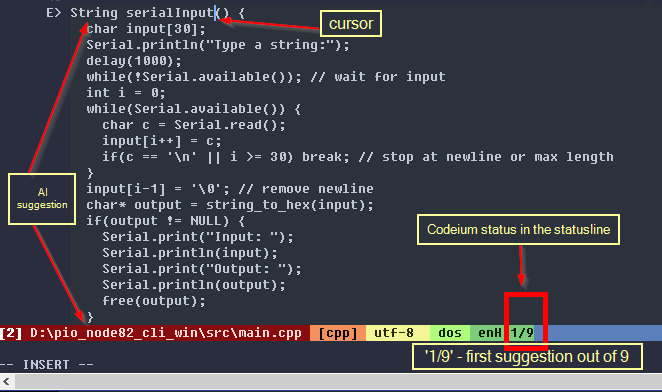 E> String serialInput() {
cursor
char input[30];
Serial.println("Type a string:");
delay(1000);
while(!Serial.available()); // wait for input
int i = 0;
while(Serial.available()) {
char c = Serial.read();
input[i++] = c;
if(c == '\n' || i >= 30) break; // stop at newline or max length
}
AI
suggestion
input[i-1] = '\0'; // remove newline
char* output = string_to_hex(input);
if(output != NULL) {
Serial.print("Input: ");
Serial.println(input);
Serial.print("Output: ");
Serial.println(output);
free(output);
}
Codeium status in the statusline
[2] D:\pio_node82_cli_win\src\main.cpp [cpp] utf-8 dos enH 1/9
'1/9' - first suggestion out of 9
-- INSERT --